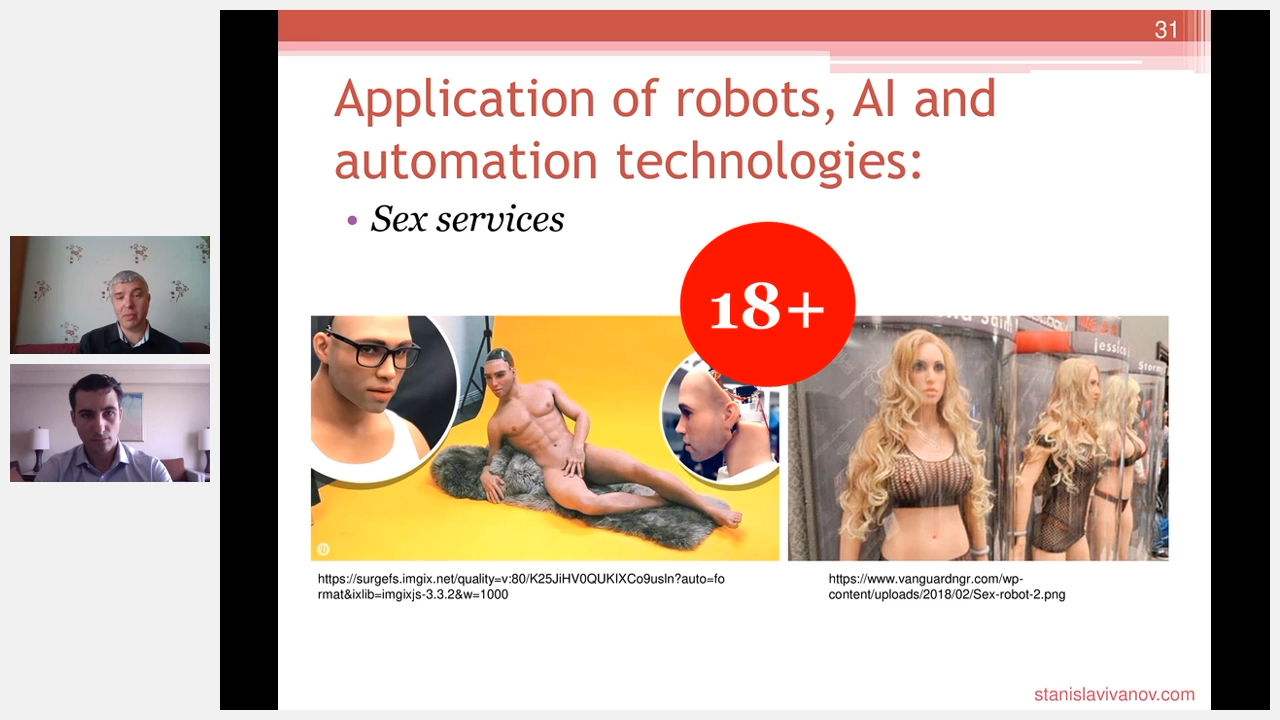 31
Application of robots, AI and
automation technologies:
• Sex services
18+
jessica
https://surgefs.imgix.net/quality=v:80/K25JiHV0QUKIXCo9usIn?auto=fo
rmat&ixlib=imgixjs-3.3.2&w=1000
https://www.vanguardngr.com/wp-
content/uploads/2018/02/Sex-robot-2.png
stanislavivanov.com